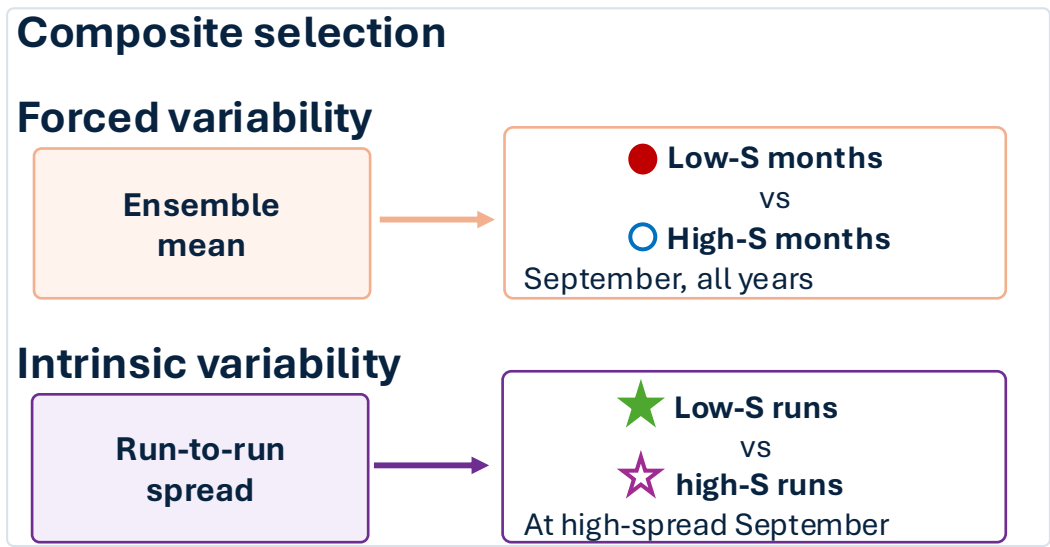 Composite selection
Forced variability
Ensemble
mean
Low-S months
vs
High-S months
September, all years
Intrinsic variability
Run-to-run
spread
Low-S runs
vs
high-S runs
At high-spread September